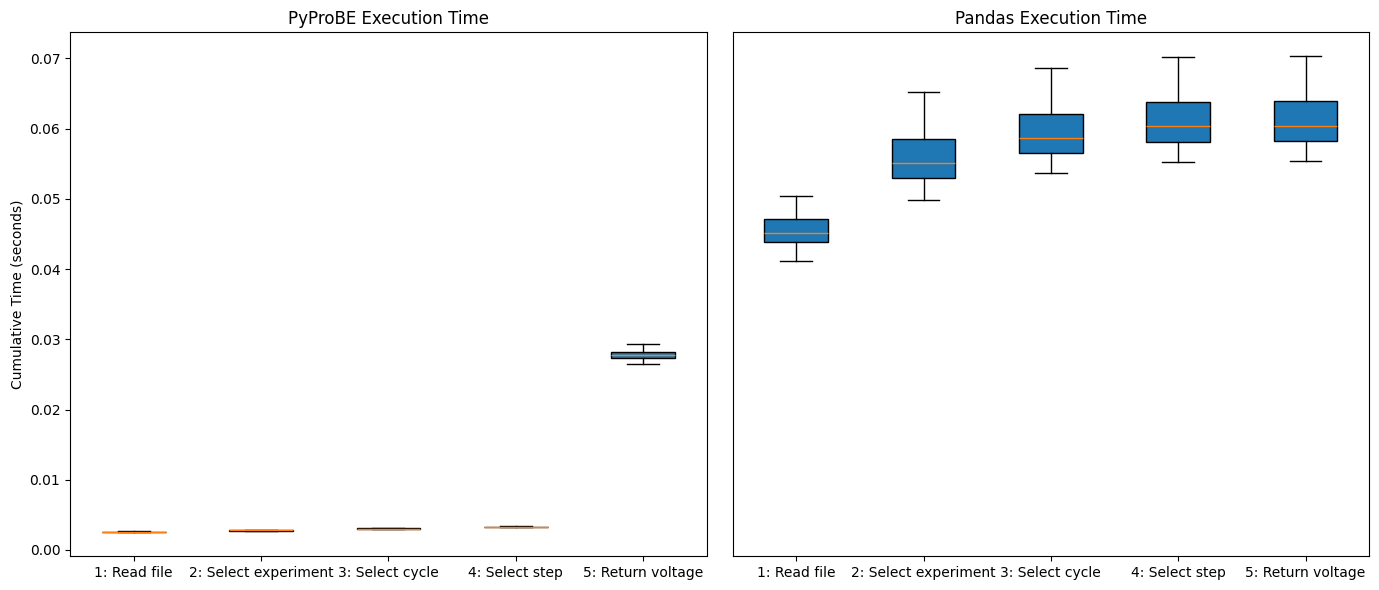 PyProBE Execution Time
Pandas Execution Time
Cumulative Time (seconds)
0.07
0.06
0.05
0.04
0.03
0.02
0.01
0.00
1: Read file 2: Select experiment 3: Select cycle 4: Select step 5: Return voltage
1: Read file 2: Select experiment 3: Select cycle 4: Select step 5: Return voltage